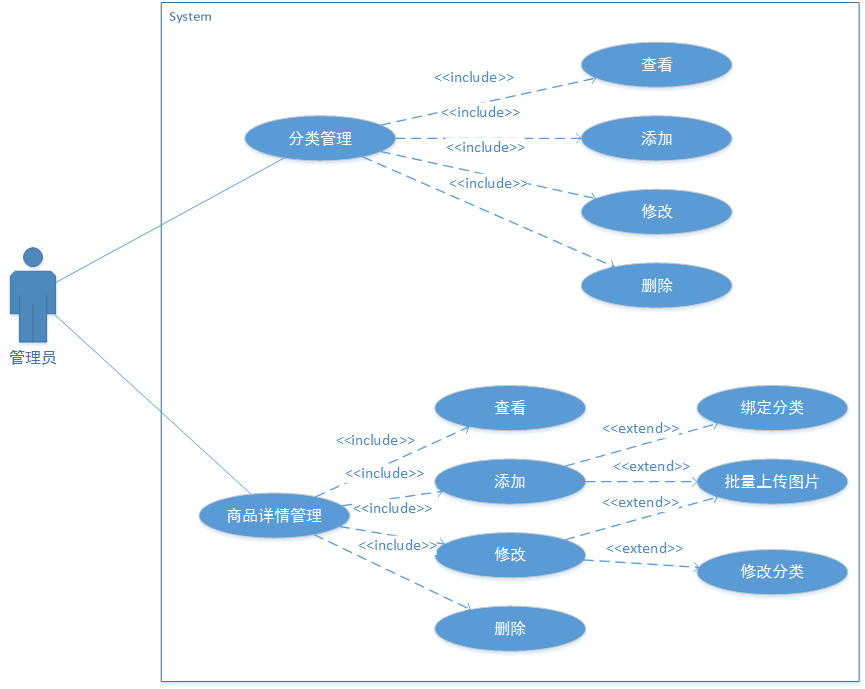 System
<<include>>
查看
<<include>>
分类管理
添加
<<include>>
<<include>>
修改
删除
管理员
查看
绑定分类
<<extend>>
<<include>>
<<extend>>
<<include>>
添加
批量上传图片
<<extend>>
<<include>>
商品详情管理
<<include>>
<<extend>>
修改
修改分类
删除